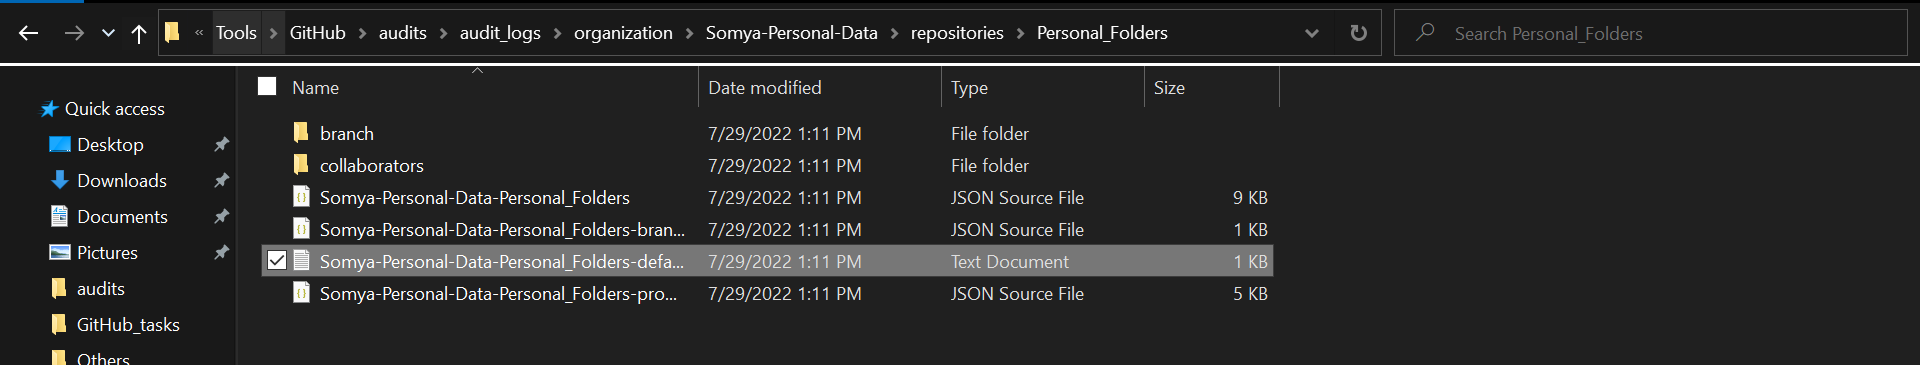 « Tools > GitHub > audits > audit_logs > organization > Somya-Personal-Data > repositories > Personal_Folders
Search Personal_Folders
Quick access
Desktop
Downloads
Documents
Pictures
audits
GitHub_tasks
Others
Name Date modified Type Size
branch 7/29/2022 1:11 PM File folder
collaborators 7/29/2022 1:11 PM File folder
Somya-Personal-Data-Personal_Folders 7/29/2022 1:11 PM JSON Source File 9 KB
Somya-Personal-Data-Personal_Folders-bran... 7/29/2022 1:11 PM JSON Source File 1 KB
Somya-Personal-Data-Personal_Folders-defa... 7/29/2022 1:11 PM Text Document 1 KB
Somya-Personal-Data-Personal_Folders-pro... 7/29/2022 1:11 PM JSON Source File 5 KB